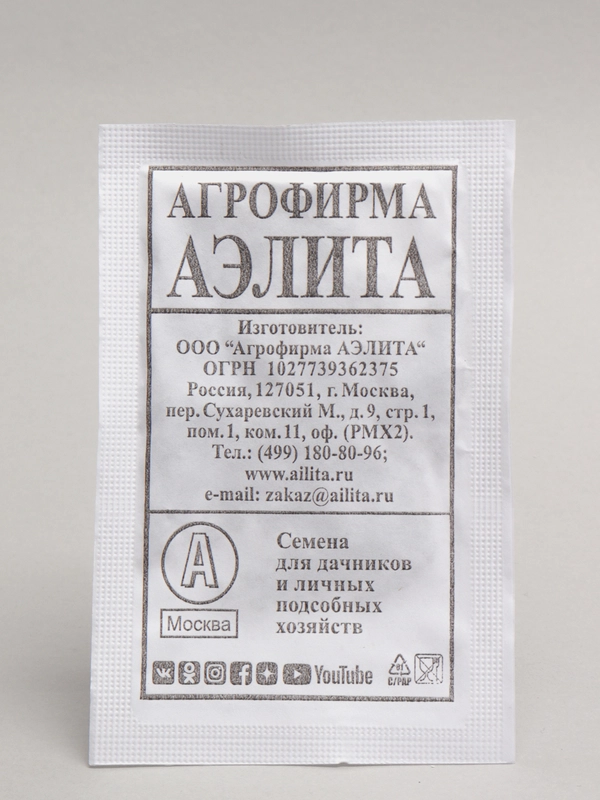 АГРОФИРМА
АЭЛИТА
Изготовитель:
ООО "Агрофирма АЭЛИТА"
ОГРН 1027739362375
Россия, 127051, г. Москва,
пер. Сухаревский М., д. 9, стр. 1,
пом. 1, ком. 11, оф. (РМХ2).
Тел.: (499) 180-80-96;
www.ailita.ru
e-mail: zakaz@ailita.ru
А
Москва
Семена
для дачников
и личных
подсобных
хозяйств
YouTube
81
C/PAP